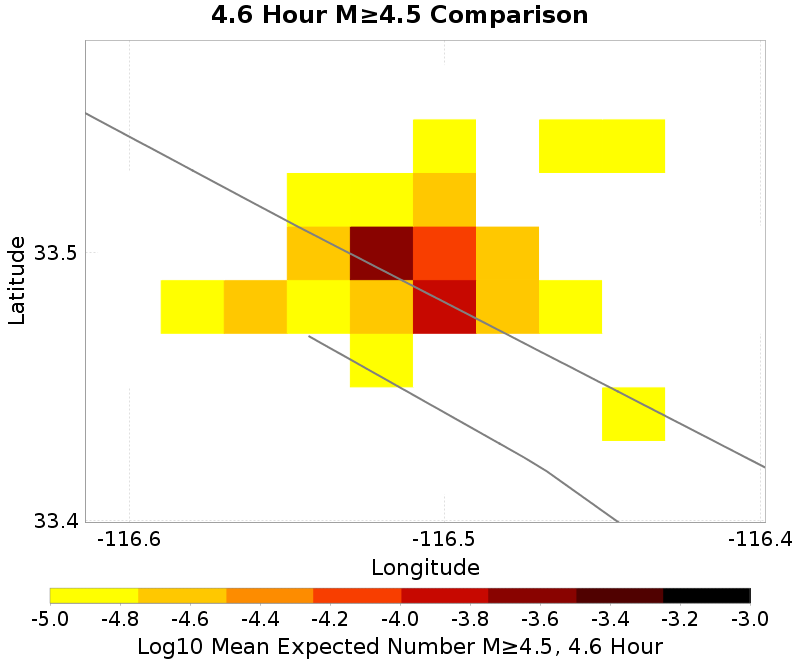 4.6 Hour M≥4.5 Comparison
Latitude
33.5
33.4
-116.6 -116.5 -116.4
Longitude
-5.0 -4.8 -4.6 -4.4 -4.2 -4.0 -3.8 -3.6 -3.4 -3.2 -3.0
Log10 Mean Expected Number M≥4.5, 4.6 Hour